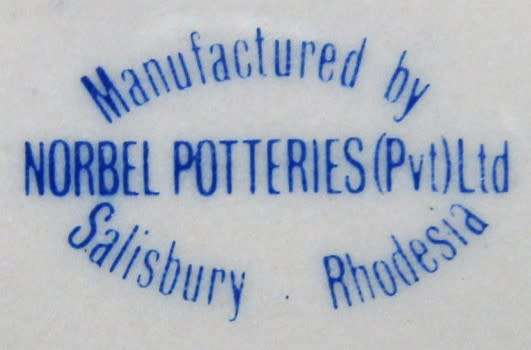 Manufactured by
NORBEL POTTERIES (Pvt) Ltd
Salisbury Rhodesia